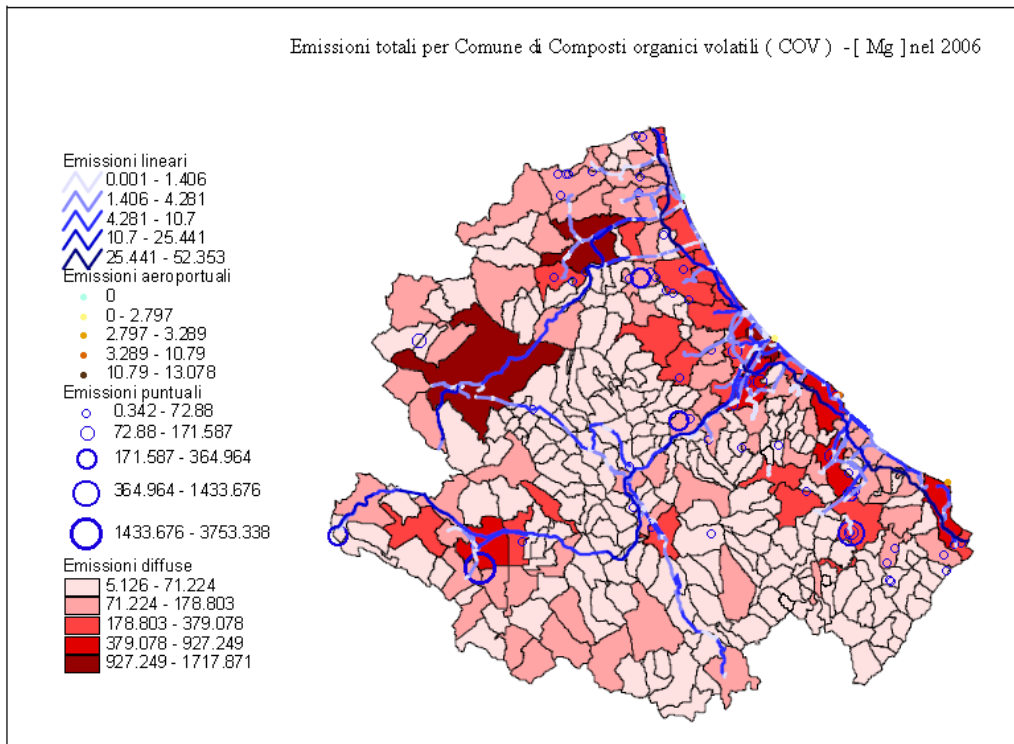 Emissioni totali per Comune di Composti organici volatili ( COV ) - [ Mg ] nel 2006
Emissioni lineari
0.001 - 1.406
1.406 - 4.281
4.281 - 10.7
10.7 - 25.441
25.441 - 52.353
Emissioni aeroportuali
0
0 - 2.797
2.797 - 3.289
3.289 - 10.79
10.79 - 13.078
Emissioni puntuali
0.342 - 72.88
72.88 - 171.587
171.587 - 364.964
364.964 - 1433.676
1433.676 - 3753.338
Emissioni diffuse
5.126 - 71.224
71.224 - 178.803
178.803 - 379.078
379.078 - 927.249
927.249 - 1717.871